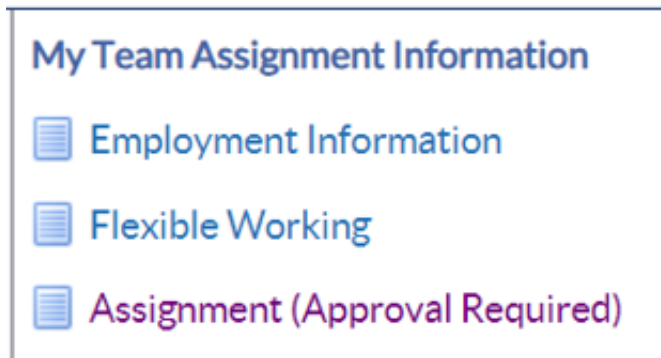 My Team Assignment Information
Employment Information
Flexible Working
Assignment (Approval Required)